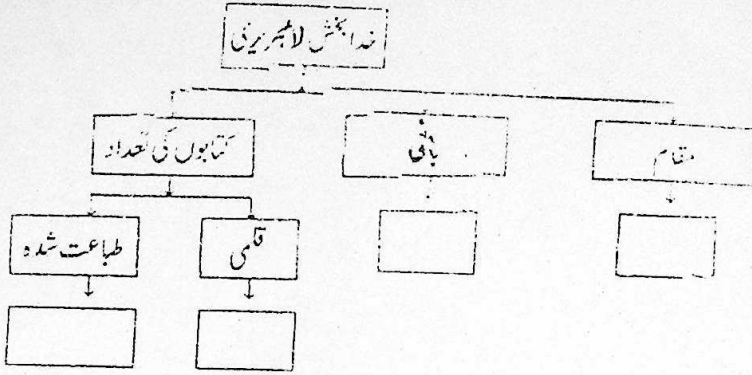 خدا بخش لائبریری
مقام
بانی
کتابوں کی تعداد
قلمی
طباعت شدہ